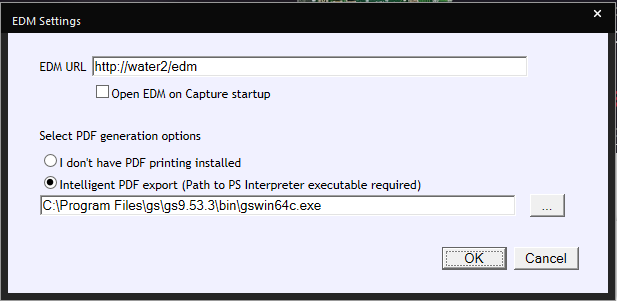 EDM Settings
EDM URL http://water2/edm
Open EDM on Capture startup
Select PDF generation options
I don't have PDF printing installed
Intelligent PDF export (Path to PS Interpreter executable required)
C:\Program Files\gs\gs9.53.3\bin\gswin64c.exe ...
OK Cancel